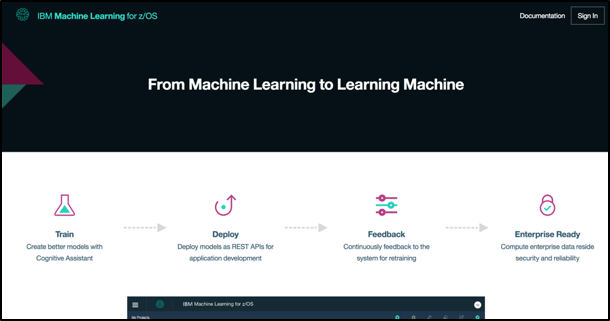 IBM Machine Learning for z/OS
Documentation
Sign In
From Machine Learning to Learning Machine
Train
Create better models with
Cognitive Assistant
Deploy
Deploy models as REST APIs for
application development
Feedback
Continuously feedback to the
system for retraining
Enterprise Ready
Compute enterprise data reside
security and reliability
IBM Machine Learning for z/OS
My Projects